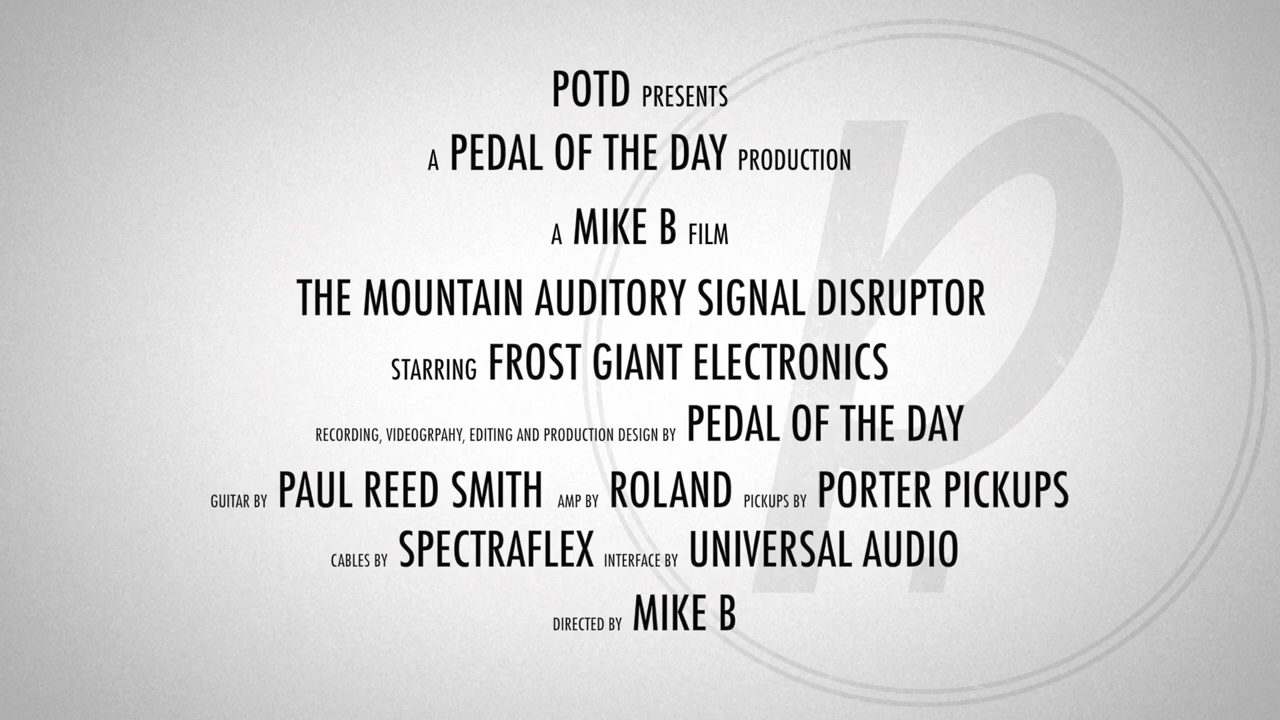 POTD PRESENTS
A PEDAL OF THE DAY PRODUCTION
A MIKE B FILM
THE MOUNTAIN AUDITORY SIGNAL DISRUPTOR
STARRING FROST GIANT ELECTRONICS
RECORDING, VIDEOGRPAHY, EDITING AND PRODUCTION DESIGN BY PEDAL OF THE DAY
GUITAR BY PAUL REED SMITH AMP BY ROLAND PICKUPS BY PORTER PICKUPS
CABLES BY SPECTRAFLEX INTERFACE BY UNIVERSAL AUDIO
DIRECTED BY MIKE B
p